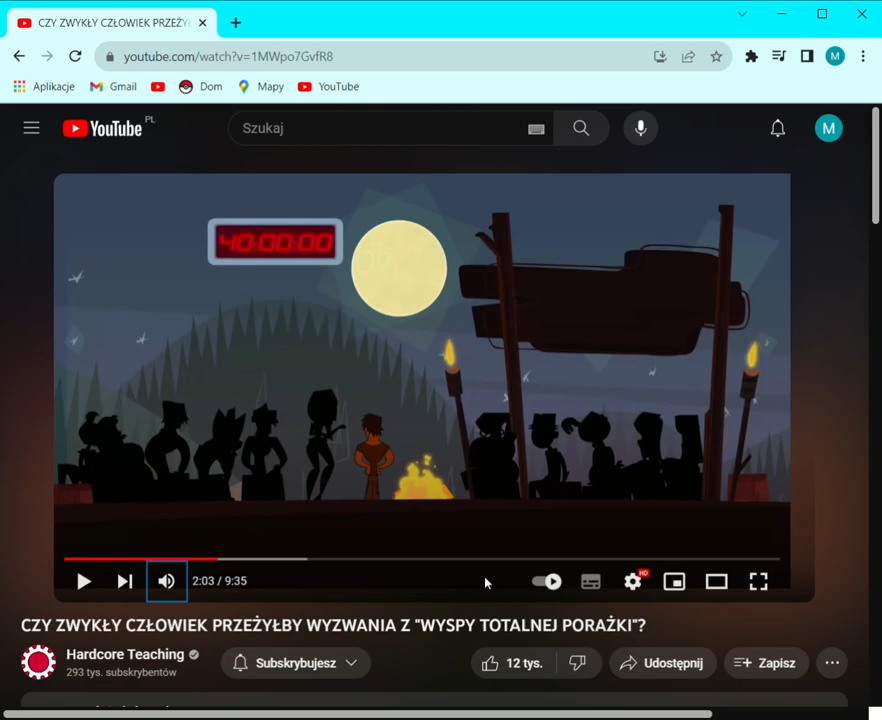 CZY ZWYKŁY CZŁOWIEK PRZEŻY
youtube.com/watch?v=1MWpo7GvfR8
M
Aplikacje Gmail Dom Mapy YouTube
YouTube PL Szukaj M
40:00:00
2:03 / 9:35 HD
CZY ZWYKŁY CZŁOWIEK PRZEŻYŁBY WYZWANIA Z "WYSPY TOTALNEJ PORAŻKI"?
Hardcore Teaching
293 tys. subskrybentów
Subskrybujesz 12 tys. Udostępnij Zapisz